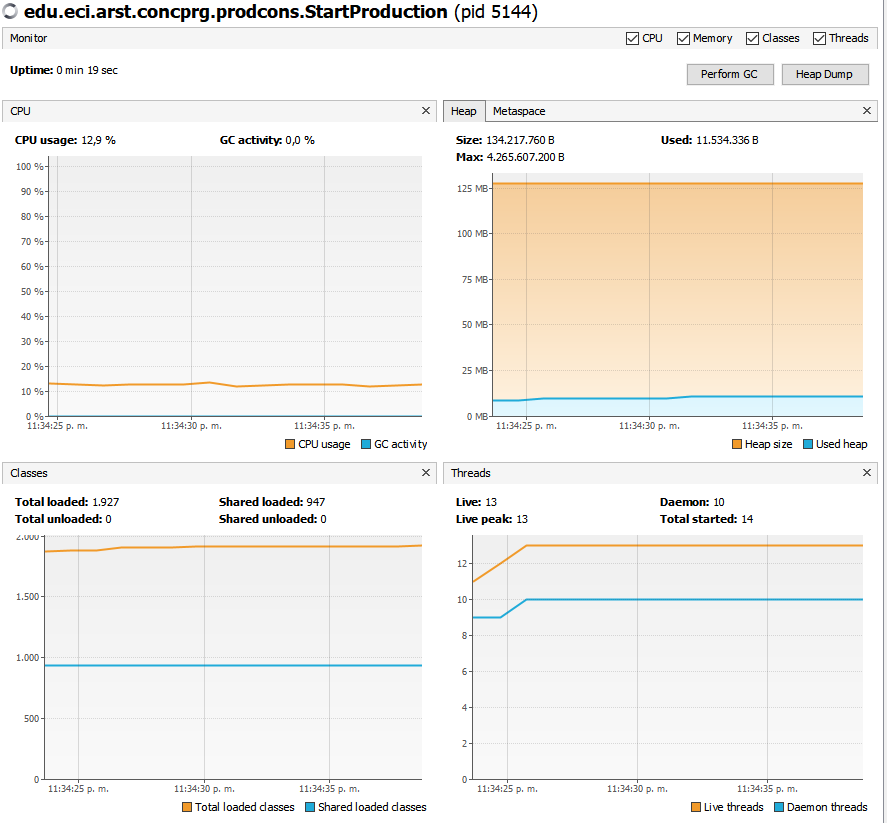 edu.eci.arst.concprg.prodcons.StartProduction (pid 5144)
Monitor
CPU Memory Classes Threads
Uptime: 0 min 19 sec
Perform GC Heap Dump
CPU
CPU usage: 12,9 % GC activity: 0,0 %
100 %
90 %
80 %
70 %
60 %
50 %
40 %
30 %
20 %
10 %
0 %
11:34:25 p. m. 11:34:30 p. m. 11:34:35 p. m.
CPU usage GC activity
Heap Metaspace
Size: 134.217.760 B Used: 11.534.336 B
Max: 4.265.607.200 B
125 MB
100 MB
75 MB
50 MB
25 MB
0 MB
11:34:25 p. m. 11:34:30 p. m. 11:34:35 p. m.
Heap size Used heap
Classes
Total loaded: 1.927 Shared loaded: 947
Total unloaded: 0 Shared unloaded: 0
2.000
1.500
1.000
500
0
11:34:25 p. m. 11:34:30 p. m. 11:34:35 p. m.
Total loaded classes Shared loaded classes
Threads
Live: 13 Daemon: 10
Live peak: 13 Total started: 14
12
10
8
6
4
2
0
11:34:25 p. m. 11:34:30 p. m. 11:34:35 p. m.
Live threads Daemon threads